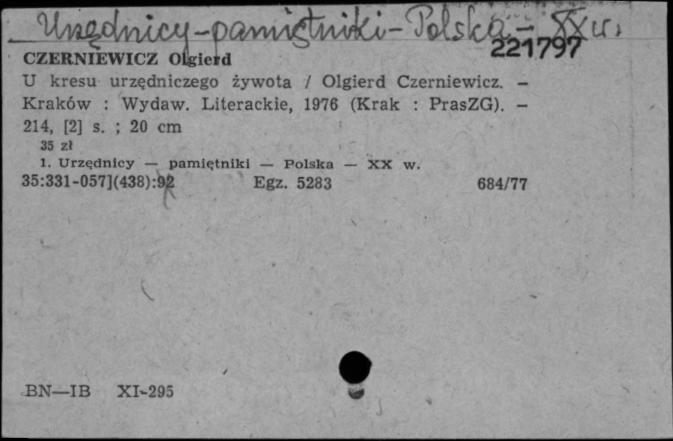 Urzędnicy - pamiętniki - Polska - XX w.
221797
CZERNIEWICZ Olgierd
U kresu urzędniczego żywota / Olgierd Czerniewicz. –
Kraków : Wydaw. Literackie, 1976 (Krak : PrasZG). –
214, [2] s. ; 20 cm
35 zł
1. Urzędnicy — pamiętniki — Polska — XX w.
35:331-057](438):92 Egz. 5283 684/77
BN—IB XI-295